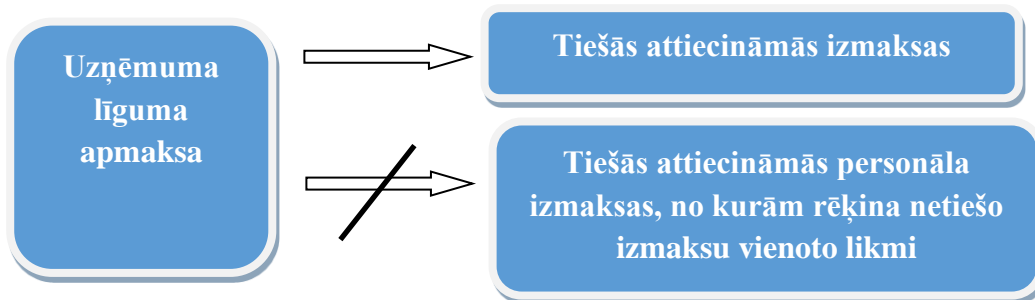 Uzņēmuma
līguma
apmaksa
Tiešās attiecināmās izmaksas
Tiešās attiecināmās personāla
izmaksas, no kurām rēķina netiešo
izmaksu vienoto likmi